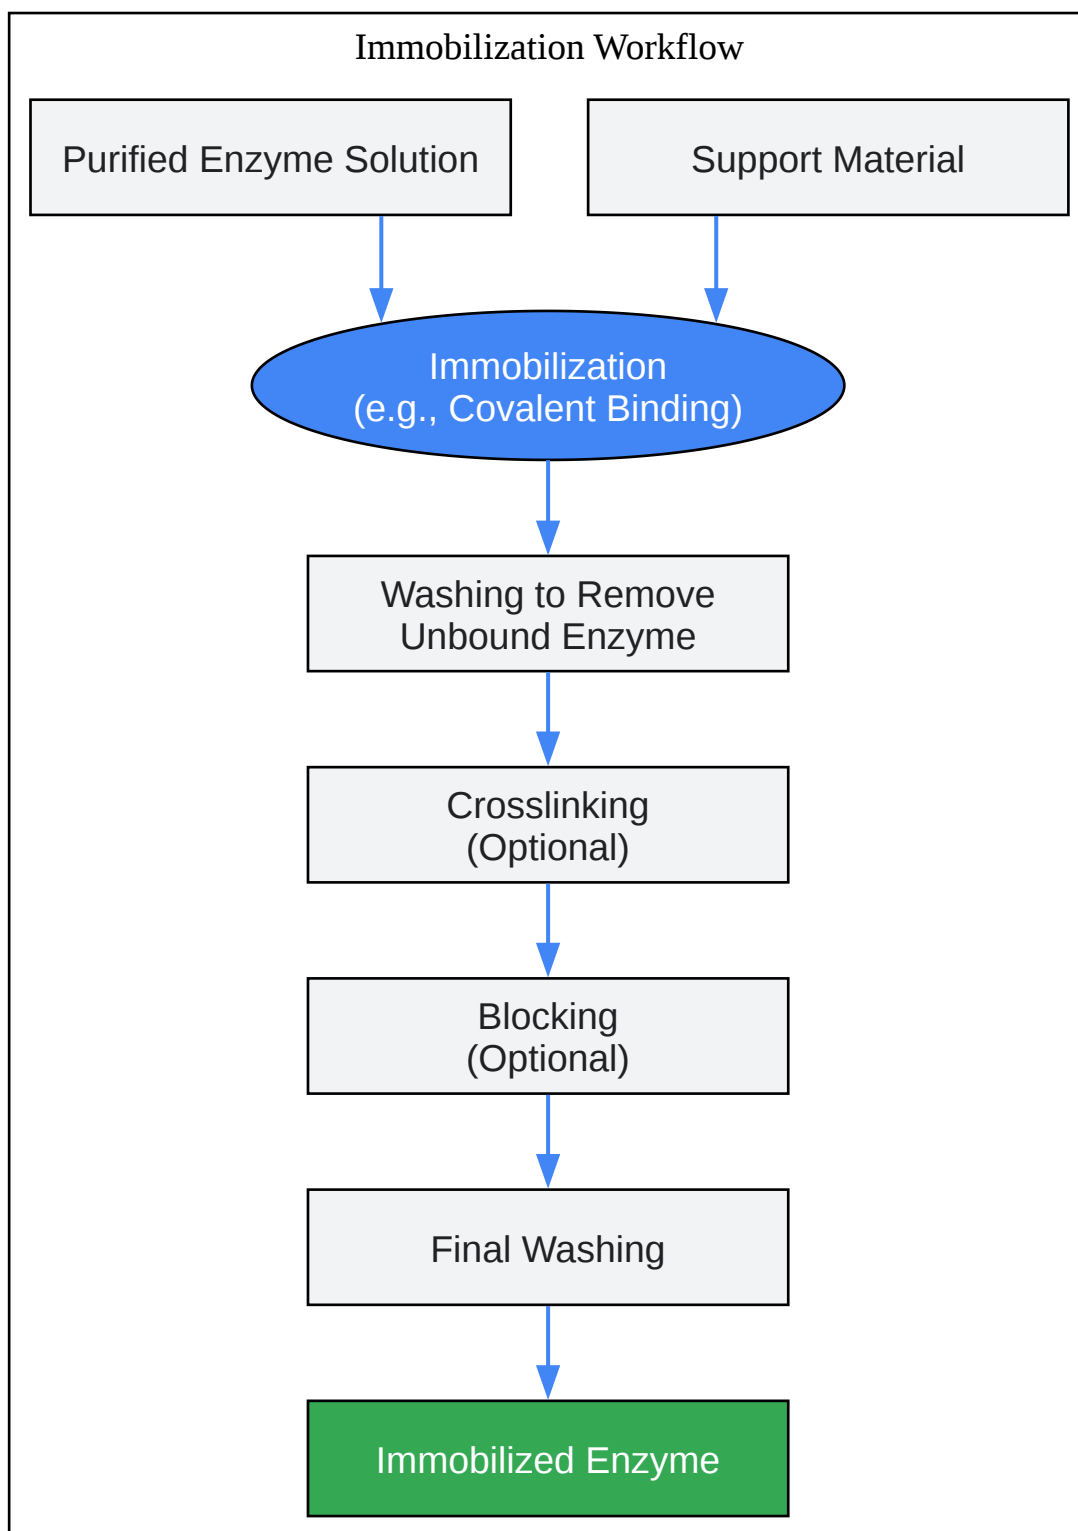 Immobilization Workflow
Purified Enzyme Solution
Support Material
Immobilization
(e.g., Covalent Binding)
Washing to Remove
Unbound Enzyme
Crosslinking
(Optional)
Blocking
(Optional)
Final Washing
Immobilized Enzyme